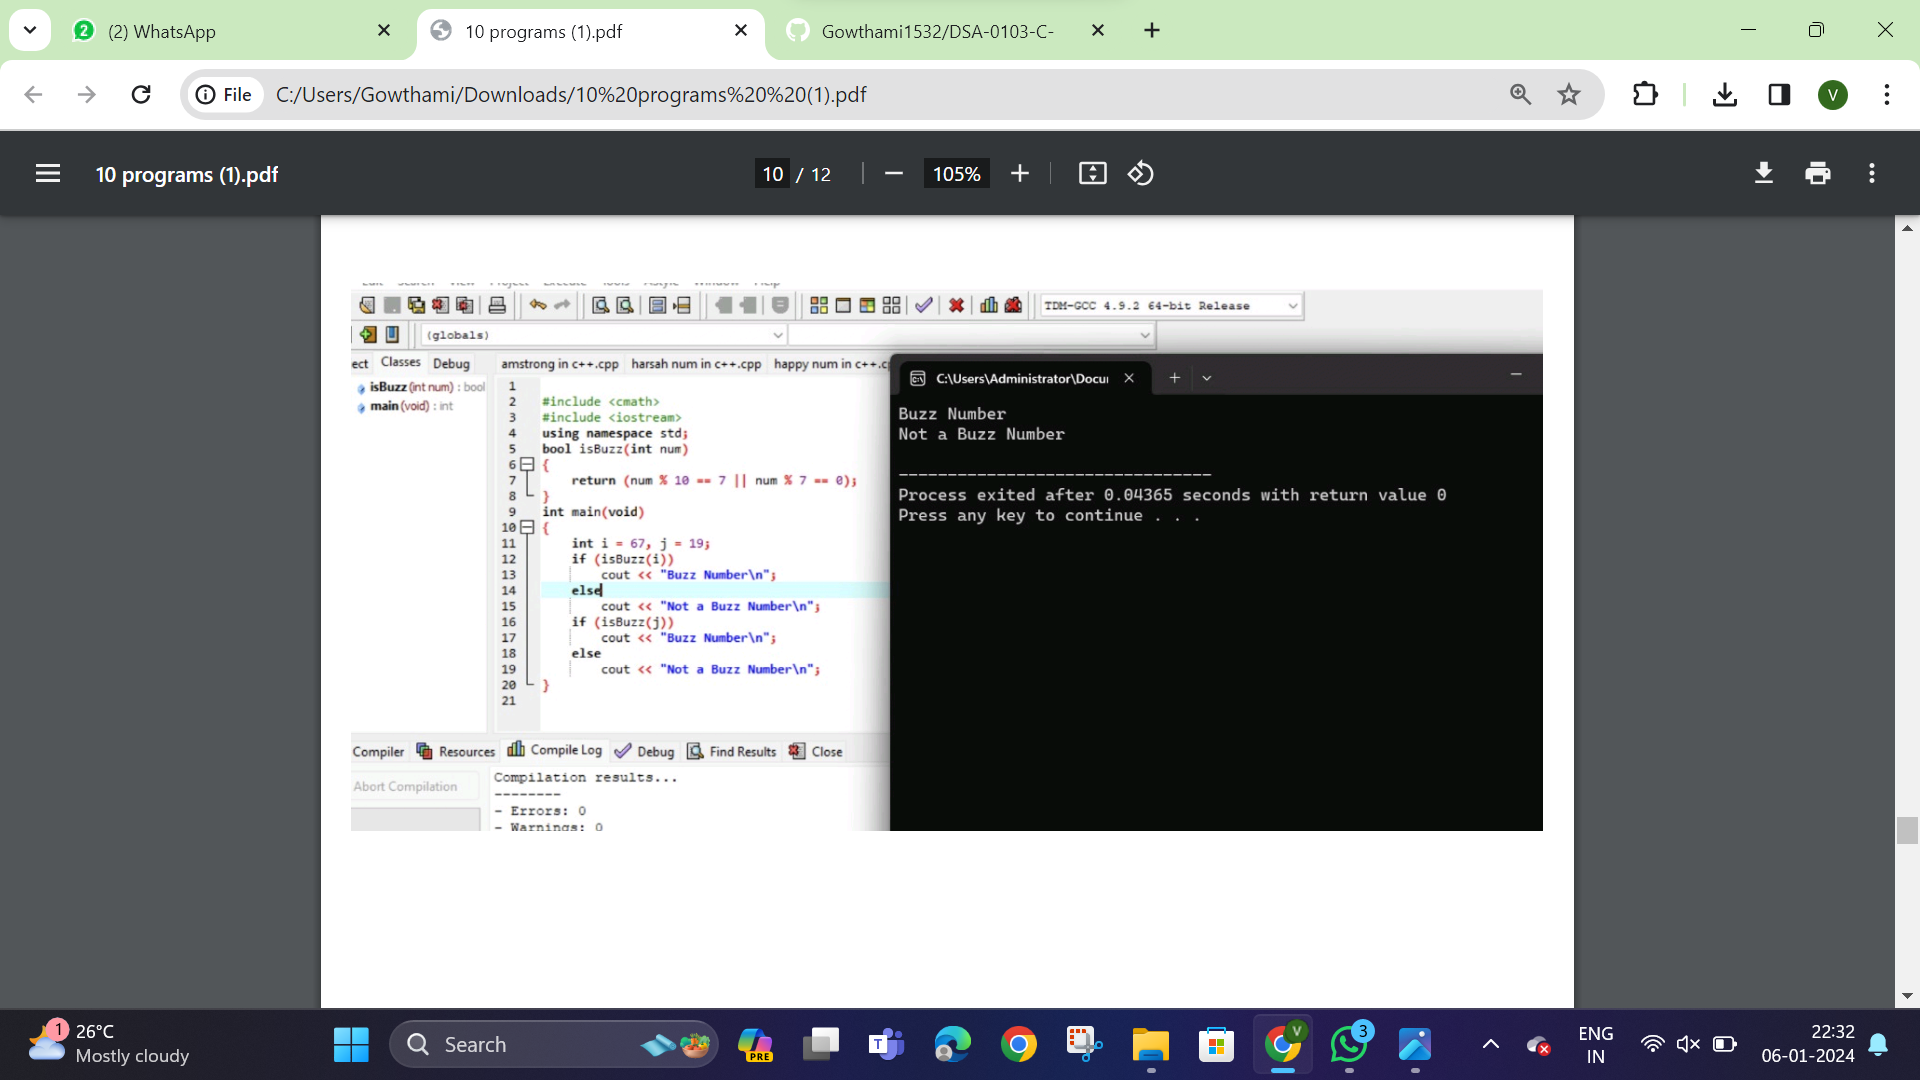 (2) WhatsApp
10 programs (1).pdf
Gowthami1532/DSA-0103-C-
File
C:/Users/Gowthami/Downloads/10%20programs%20%20(1).pdf
V
10 programs (1).pdf
10 / 12
105%
TDM-GCC 4.9.2 64-bit Release
(globals)
ect Classes Debug
amstrong in c++.cpp harsah num in c++.cpp happy num in c++.c
isBuzz (int num) : bool
main (void) : int
1
2 #include <cmath>
3 #include <iostream>
4 using namespace std;
5 bool isBuzz(int num)
6 {
7 return (num % 10 == 7 || num % 7 == 0);
8 }
9 int main(void)
10 {
11 int i = 67, j = 19;
12 if (isBuzz(i))
13 cout << "Buzz Number\n";
14 else
15 cout << "Not a Buzz Number\n";
16 if (isBuzz(j))
17 cout << "Buzz Number\n";
18 else
19 cout << "Not a Buzz Number\n";
20 }
21
C:\Users\Administrator\Docu
Buzz Number
Not a Buzz Number
--------------------------------
Process exited after 0.04365 seconds with return value 0
Press any key to continue . . .
Compiler Resources Compile Log Debug Find Results Close
Abort Compilation
Compilation results...
--------
- Errors: 0
- Warnings: 0
1
26°C
Mostly cloudy
Search
PRE
V
3
ENG
IN
22:32
06-01-2024